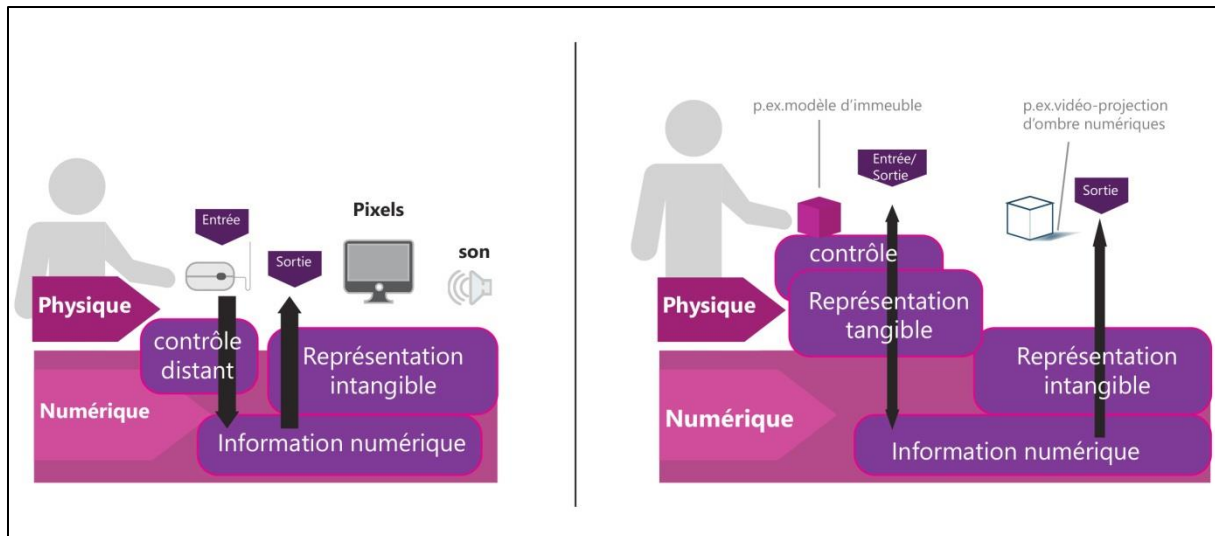 Entrée
Sortie
Pixels
son
Physique
contrôle
distant
Représentation
intangible
Numérique
Information numérique
p.ex.modèle d'immeuble
p.ex.vidéo-projection
d'ombre numériques
Entrée/
Sortie
Sortie
contrôle
Physique
Représentation
tangible
Représentation
intangible
Numérique
Information numérique